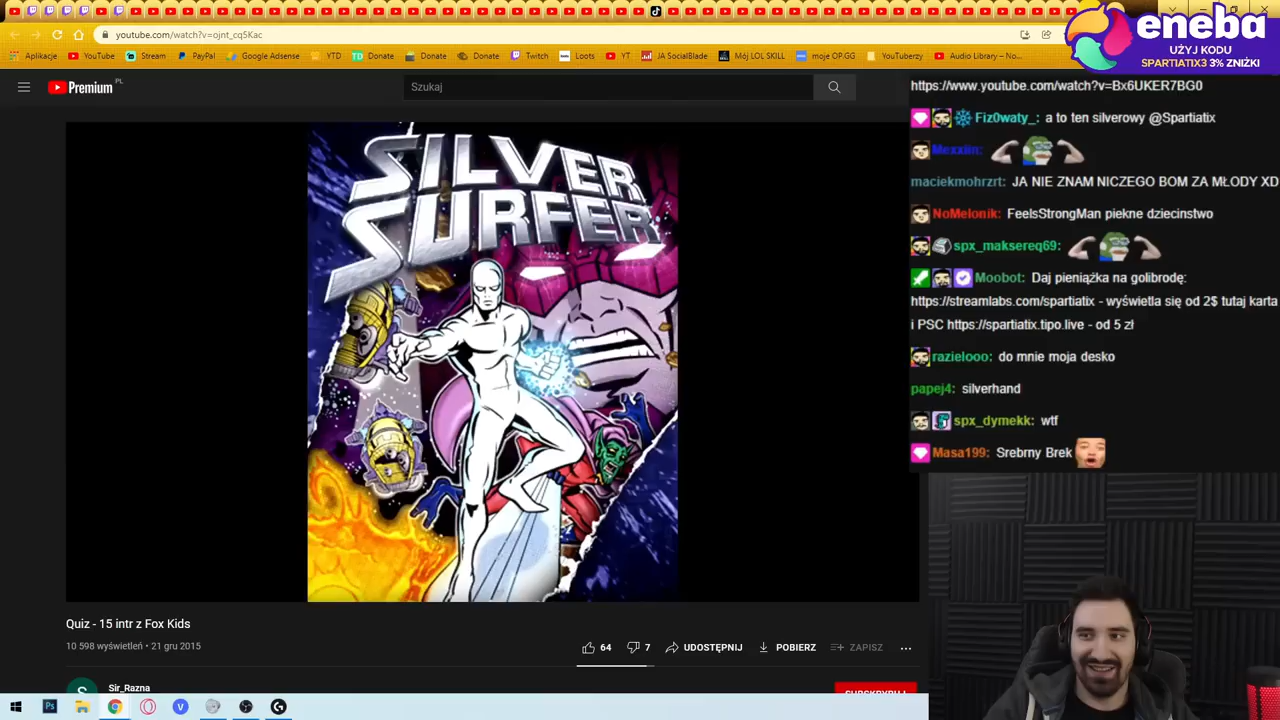 eneba
UŻYJ KODU
SPARTIATIX3 3% ZNIŻKI
youtube.com/watch?v=ojnt_cq5Kac
Aplikacje
YouTube
Stream
PayPal
Google Adsense
YTD
Donate
Donate
Donate
Twitch
Loots
YT
JA SocialBlade
Mój LOL SKILL
moje OP.GG
YouTuberzy
Audio Library – No...
Premium PL
Szukaj
https://www.youtube.com/watch?v=Bx6UKER7BG0
Fiz0waty_: a to ten silverowy @Spartiatix
Mexxiin:
maciekmohrzt: JA NIE ZNAM NICZEGO BOM ZA MŁODY XD
NoMelonik: FeelsStrongMan piekne dziecinstwo
spx_maksereq69:
Moobot: Daj pieniążka na golibrodę:
https://streamlabs.com/spartiatix - wyświetla się od 2$ tutaj karta
i PSC https://spartiatix.tipo.live - od 5 zł
razielooo: do mnie moja desko
papej4: silverhand
spx_dymekk: wtf
Masa199: Srebrny Brek
SILVER
SURFER
Quiz - 15 intr z Fox Kids
10 598 wyświetleń • 21 gru 2015
64
7
UDOSTĘPNIJ
POBIERZ
ZAPISZ
S
Sir_Razna
SUBSKRYBUJ
Ps